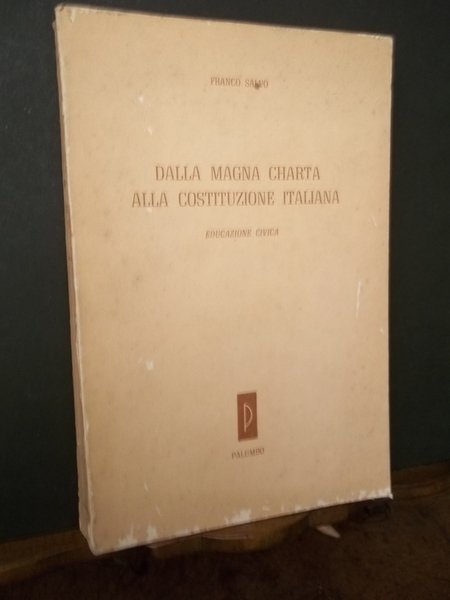 FRANCO SALVO
DALLA MAGNA CHARTA
ALLA COSTITUZIONE ITALIANA
EDUCAZIONE CIVICA
P
PALUMBO